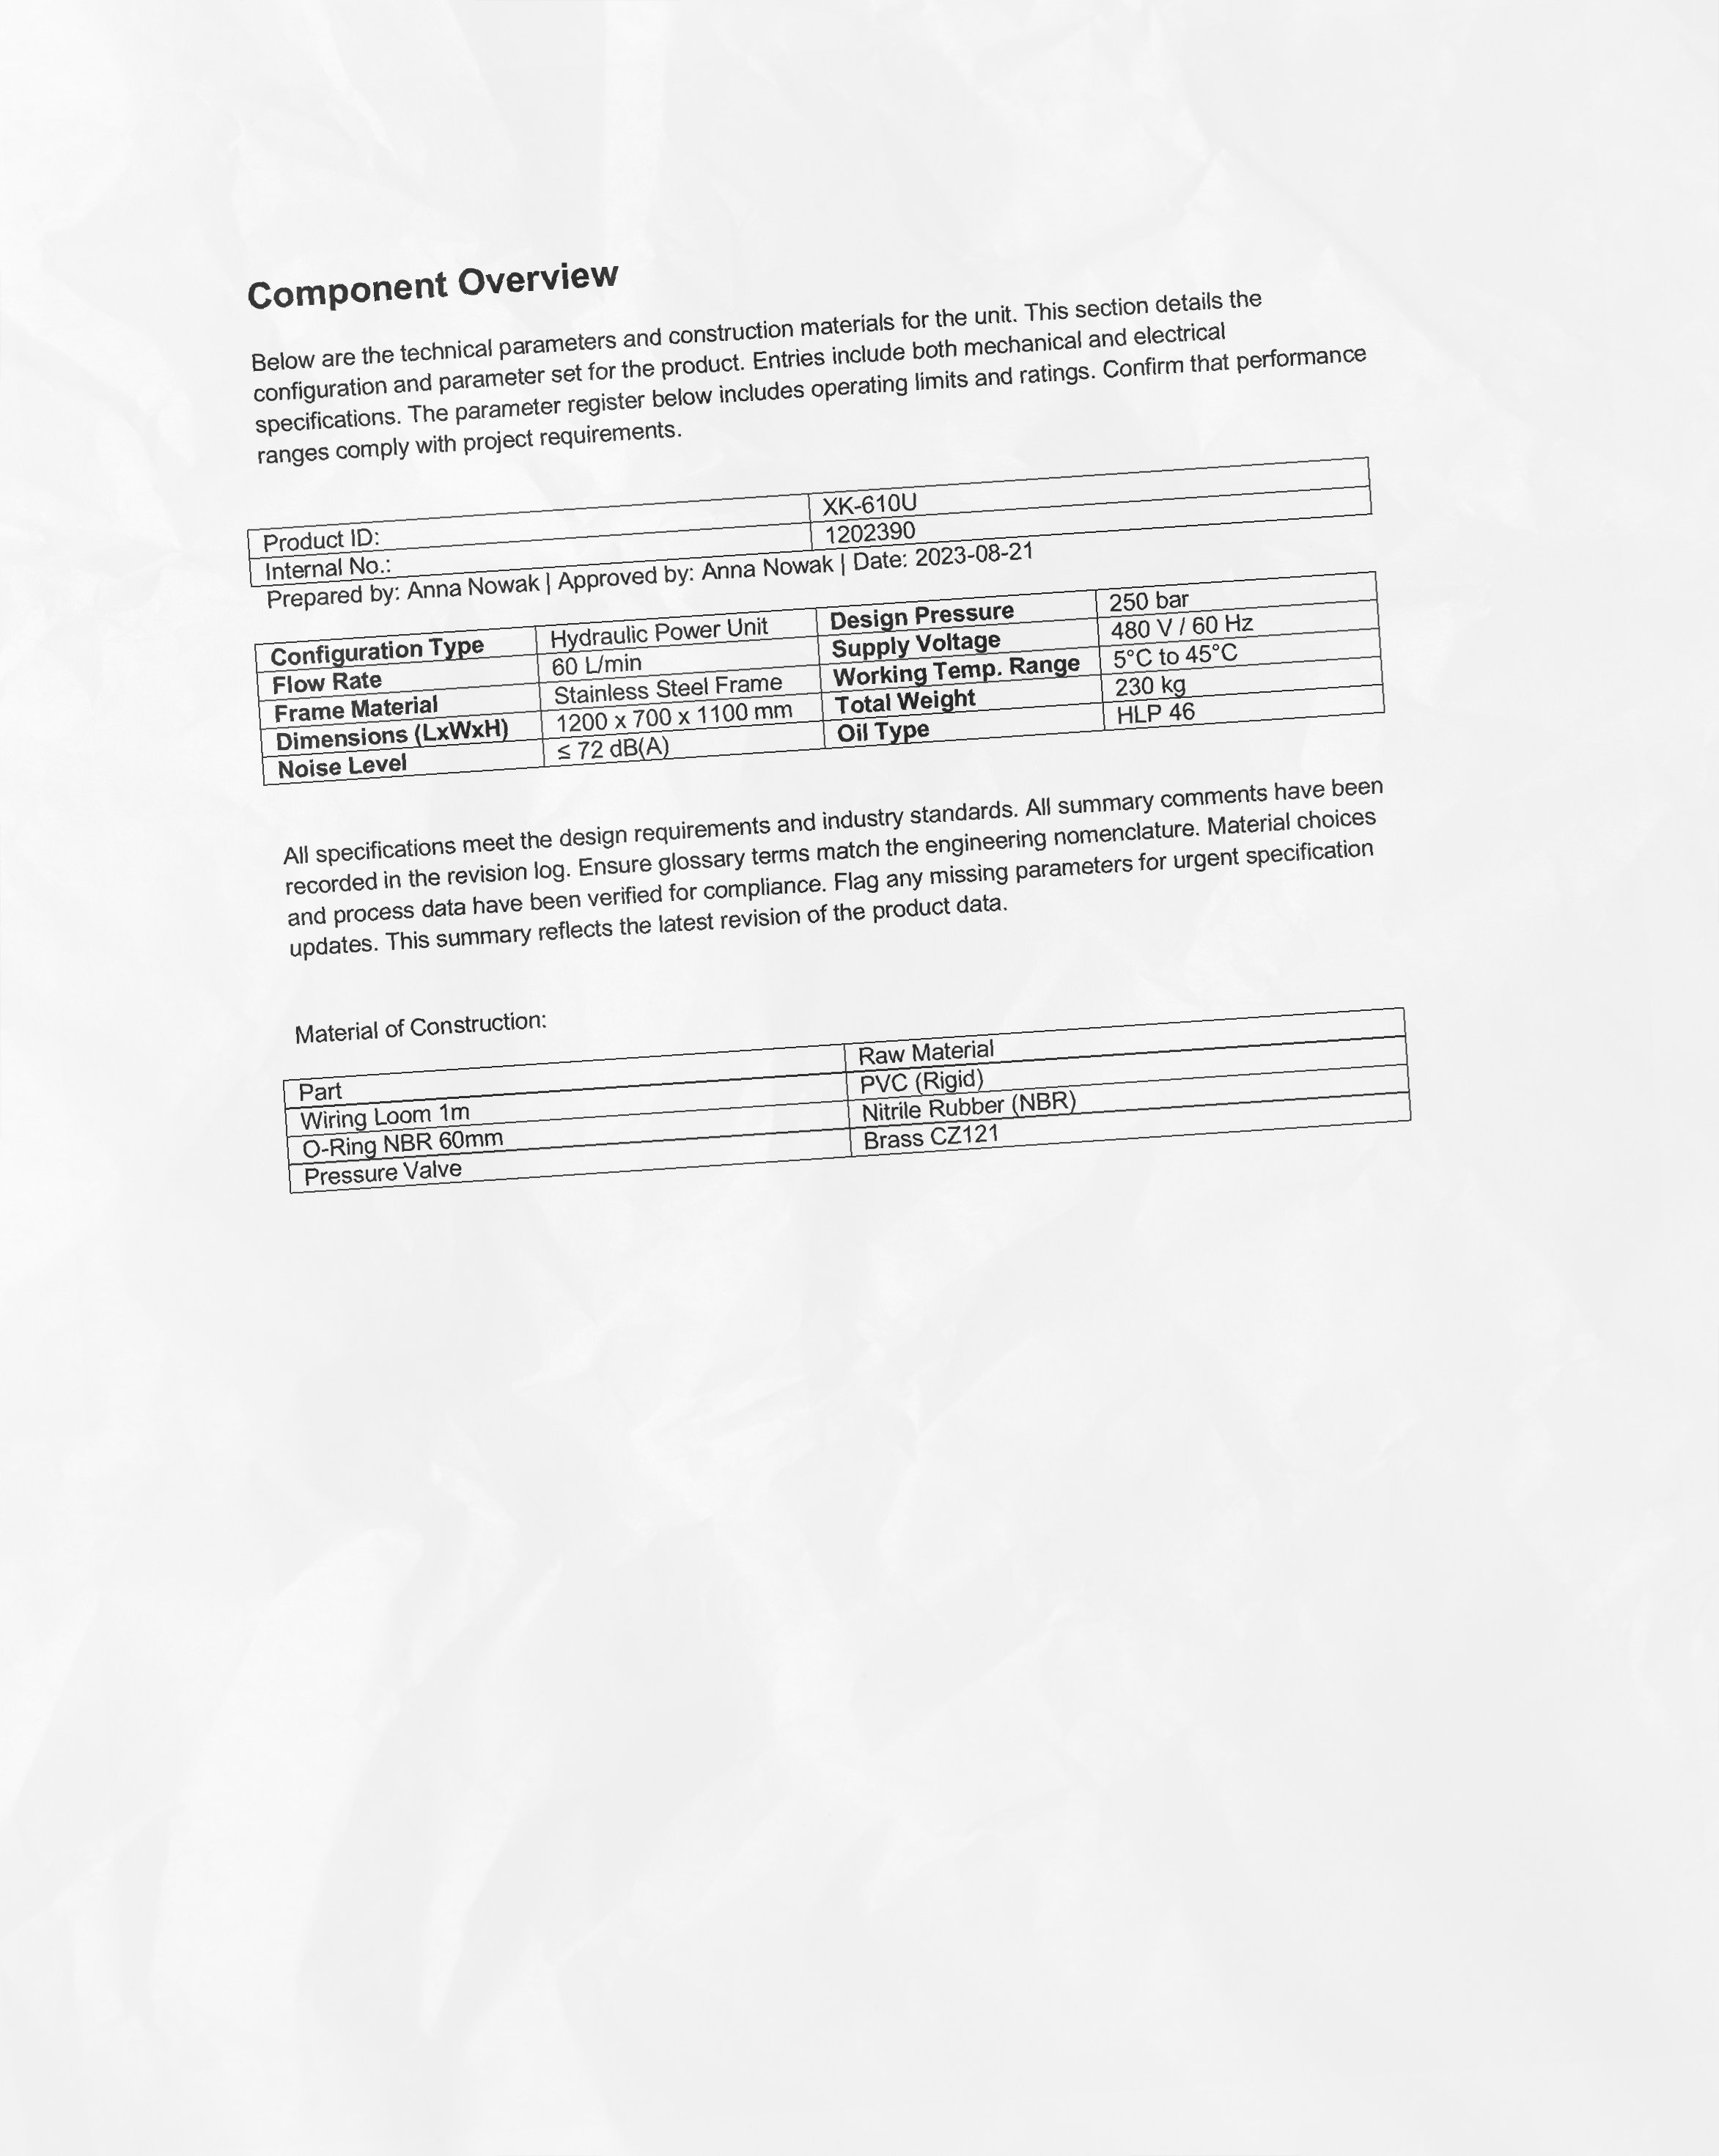 Component Overview
Below are the technical parameters and construction materials for the unit. This section details the
configuration and parameter set for the product. Entries include both mechanical and electrical
specifications. The parameter register below includes operating limits and ratings. Confirm that performance
ranges comply with project requirements.
Product ID: XK-610U
Internal No.: 1202390
Prepared by: Anna Nowak | Approved by: Anna Nowak | Date: 2023-08-21
Configuration Type Hydraulic Power Unit Design Pressure 250 bar
Flow Rate 60 L/min Supply Voltage 480 V / 60 Hz
Frame Material Stainless Steel Frame Working Temp. Range 5°C to 45°C
Dimensions (LxWxH) 1200 x 700 x 1100 mm Total Weight 230 kg
Noise Level ≤ 72 dB(A) Oil Type HLP 46
All specifications meet the design requirements and industry standards. All summary comments have been
recorded in the revision log. Ensure glossary terms match the engineering nomenclature. Material choices
and process data have been verified for compliance. Flag any missing parameters for urgent specification
updates. This summary reflects the latest revision of the product data.
Material of Construction:
Part Raw Material
Wiring Loom 1m PVC (Rigid)
O-Ring NBR 60mm Nitrile Rubber (NBR)
Pressure Valve Brass CZ121